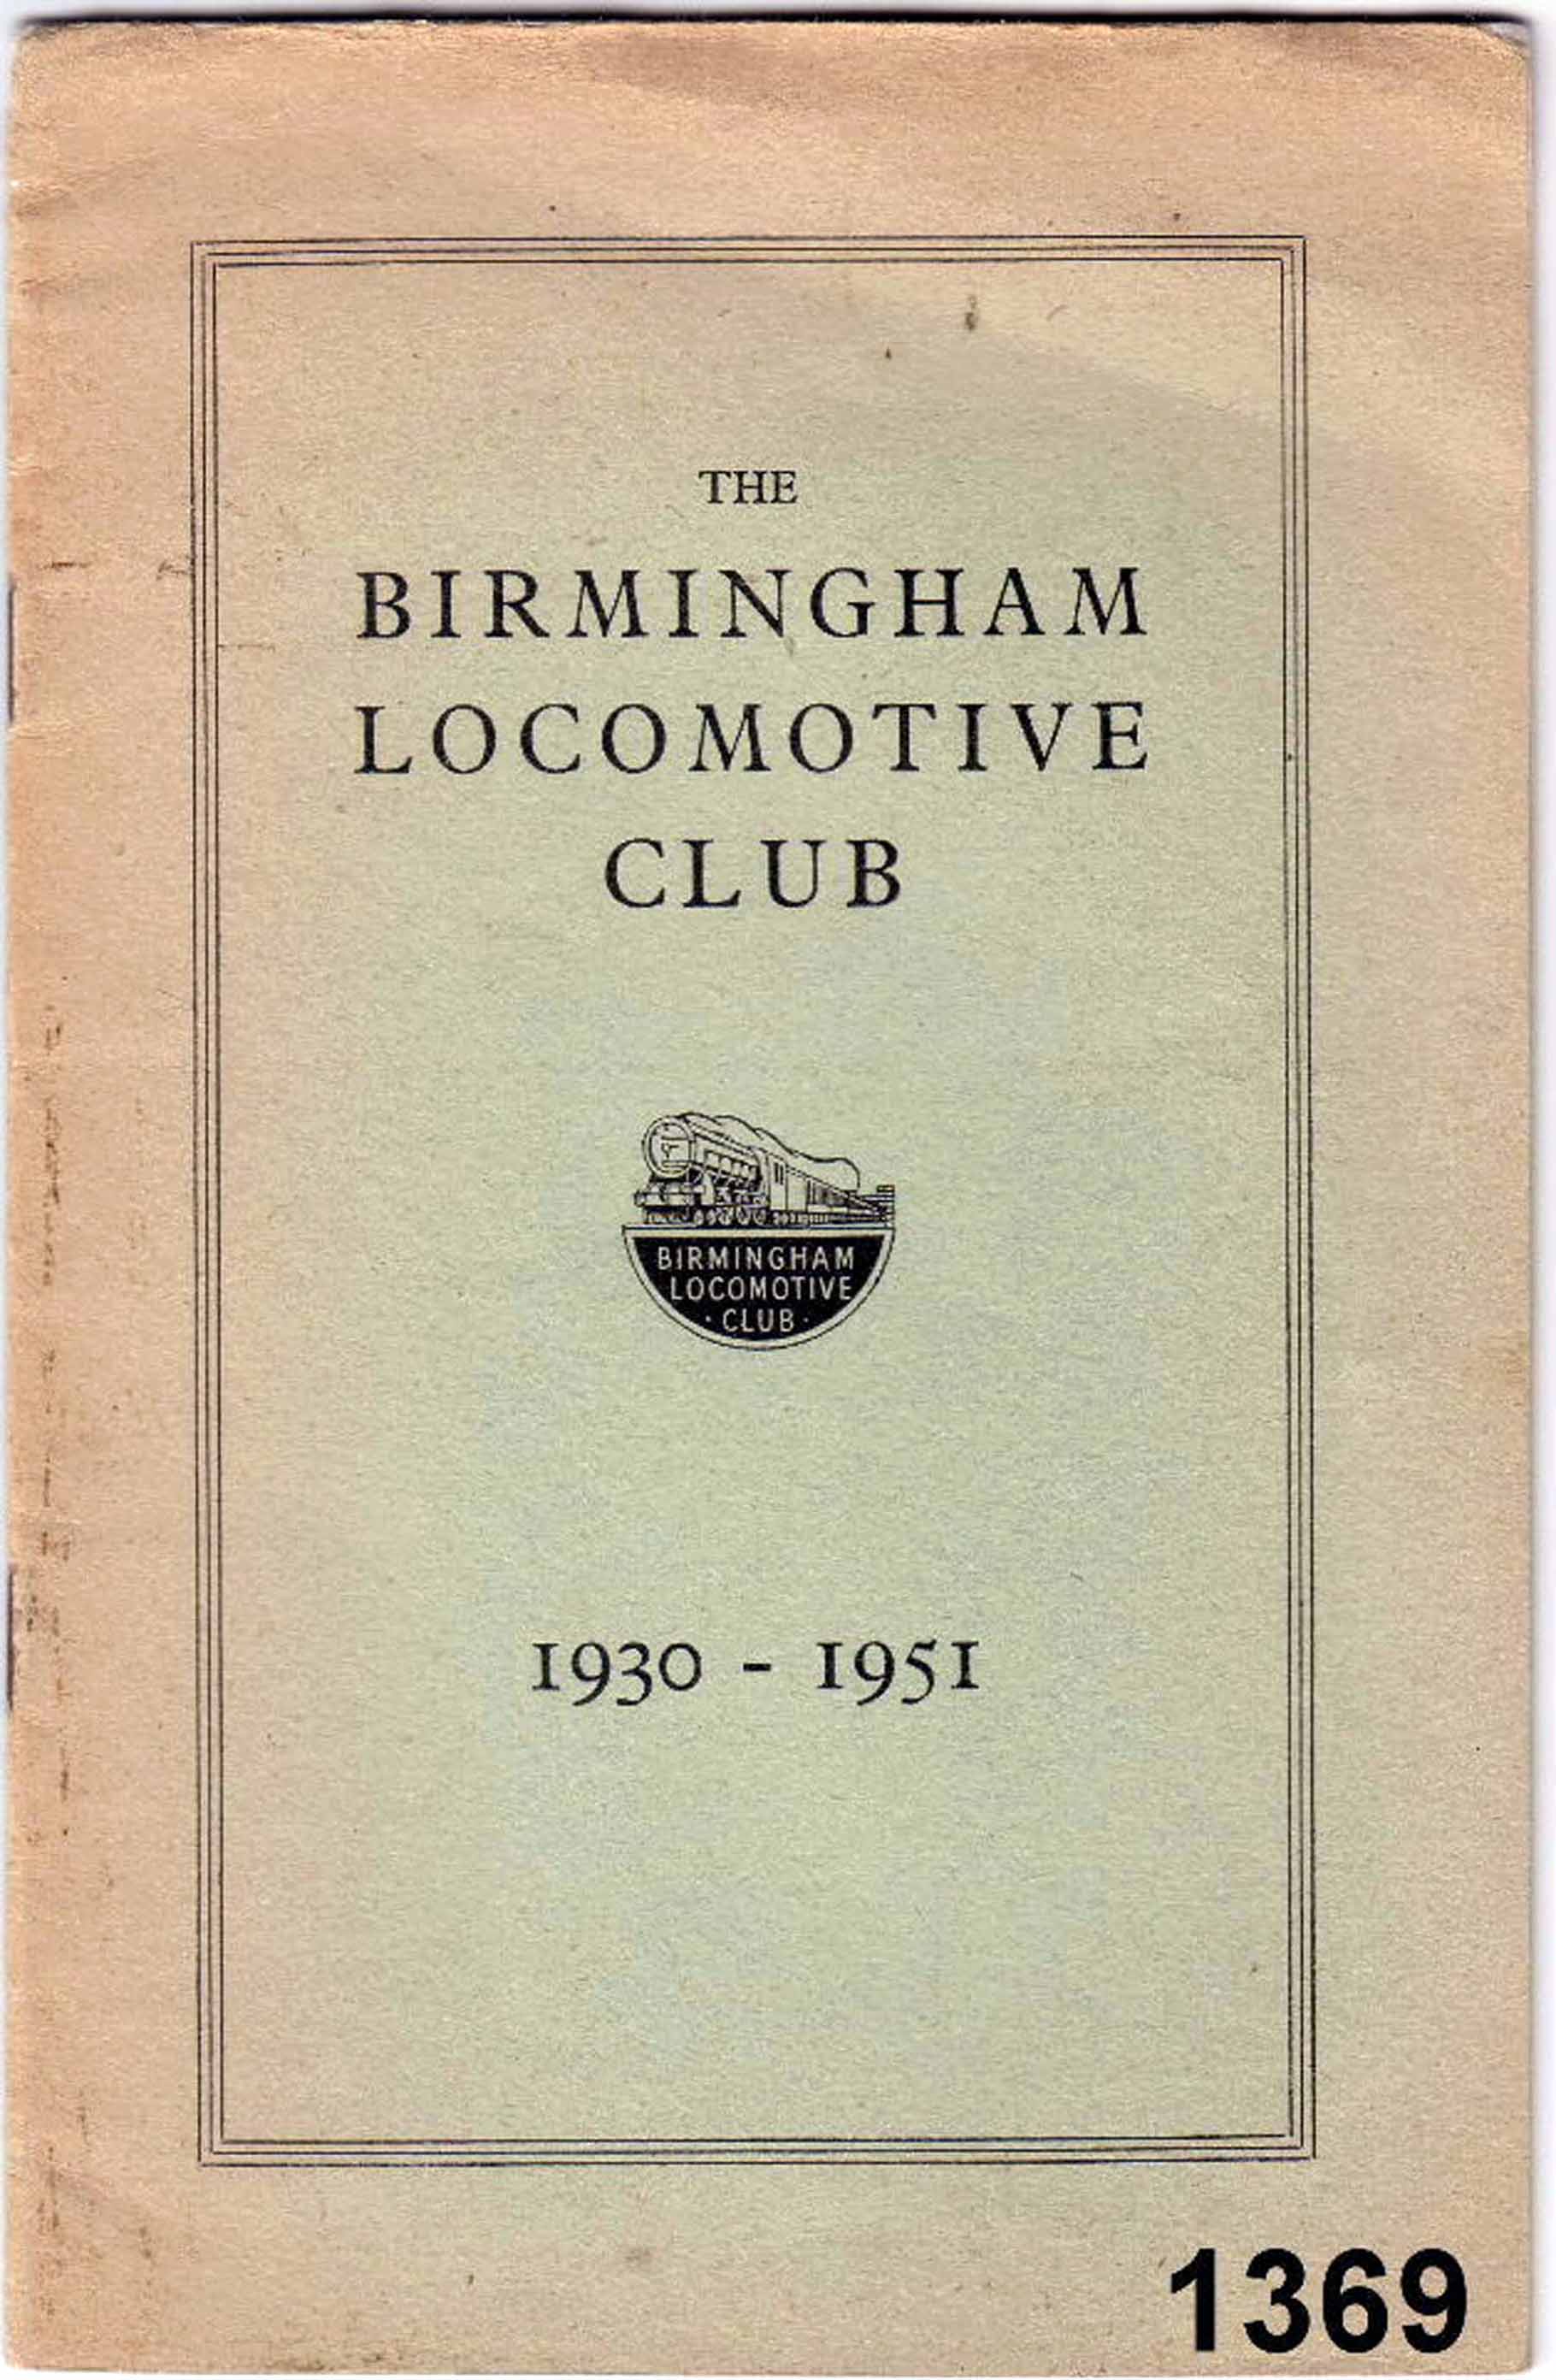 THE
BIRMINGHAM
LOCOMOTIVE
CLUB
BIRMINGHAM
LOCOMOTIVE
· CLUB ·
1930 - 1951
1369